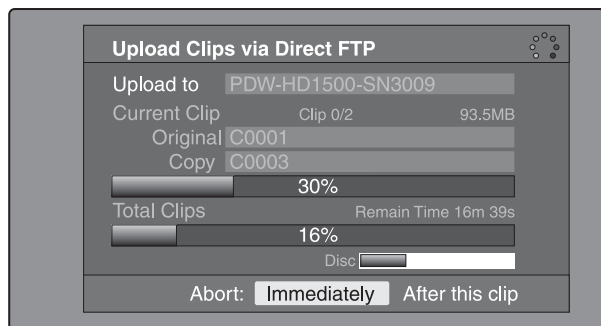 Upload Clips via Direct FTP
Upload to PDW-HD1500-SN3009
Current Clip Clip 0/2 93.5MB
Original C0001
Copy C0003
30%
Total Clips Remain Time 16m 39s
16%
Disc
Abort: Immediately After this clip